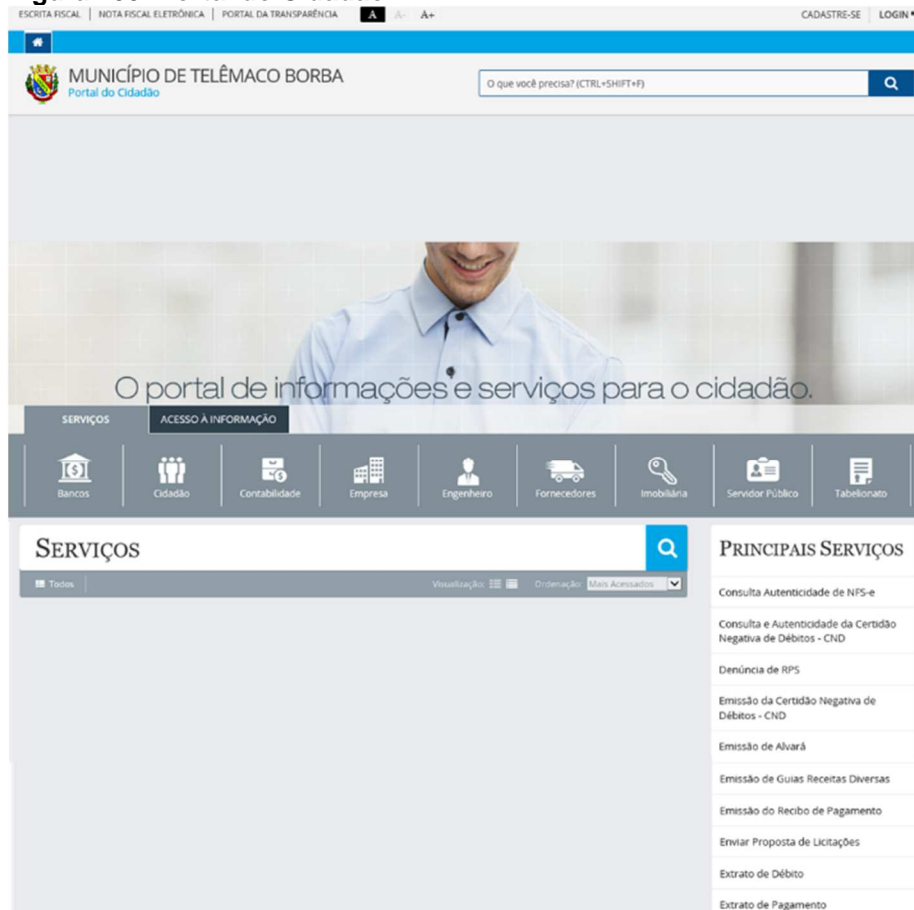 ESCRITA FISCAL | NOTA FISCAL ELETRÔNICA | PORTAL DA TRANSPARÊNCIA A A- A+ CADASTRE-SE LOGIN
MUNICÍPIO DE TELÊMACO BORBA
Portal do Cidadão
O que você precisa? (CTRL+SHIFT+F)
O portal de informações e serviços para o cidadão.
SERVIÇOS ACESSO À INFORMAÇÃO
Bancos Cidadão Contabilidade Empresa Engenheiro Fornecedores Imobiliária Servidor Público Tabelionato
SERVIÇOS
Todos Visualização: Ordenação: Mais Acessados
PRINCIPAIS SERVIÇOS
Consulta Autenticidade de NFS-e
Consulta e Autenticidade da Certidão
Negativa de Débitos - CND
Denúncia de RPS
Emissão da Certidão Negativa de
Débitos - CND
Emissão de Alvará
Emissão de Guias Receitas Diversas
Emissão do Recibo de Pagamento
Enviar Proposta de Licitações
Extrato de Débito
Extrato de Pagamento